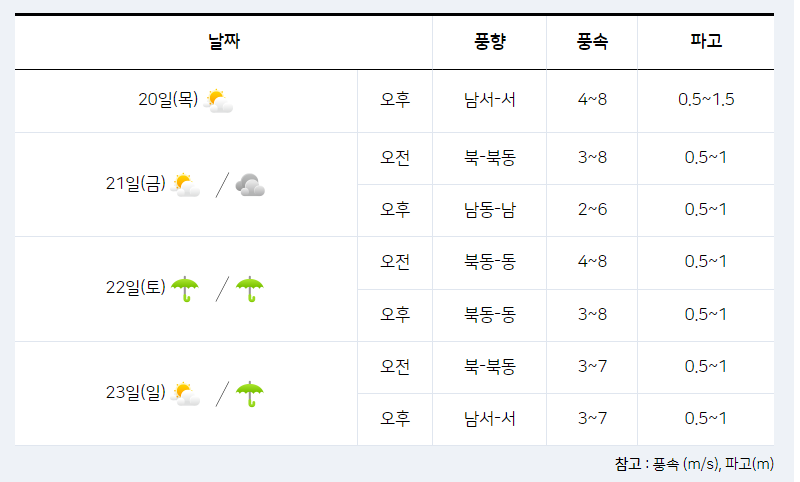 날짜 풍향 풍속 파고
20일(목) 오후 남서-서 4~8 0.5~1.5
21일(금) / 오전 북-북동 3~8 0.5~1
오후 남동-남 2~6 0.5~1
22일(토) / 오전 북동-동 4~8 0.5~1
오후 북동-동 3~8 0.5~1
23일(일) / 오전 북-북동 3~7 0.5~1
오후 남서-서 3~7 0.5~1
참고 : 풍속 (m/s), 파고(m)